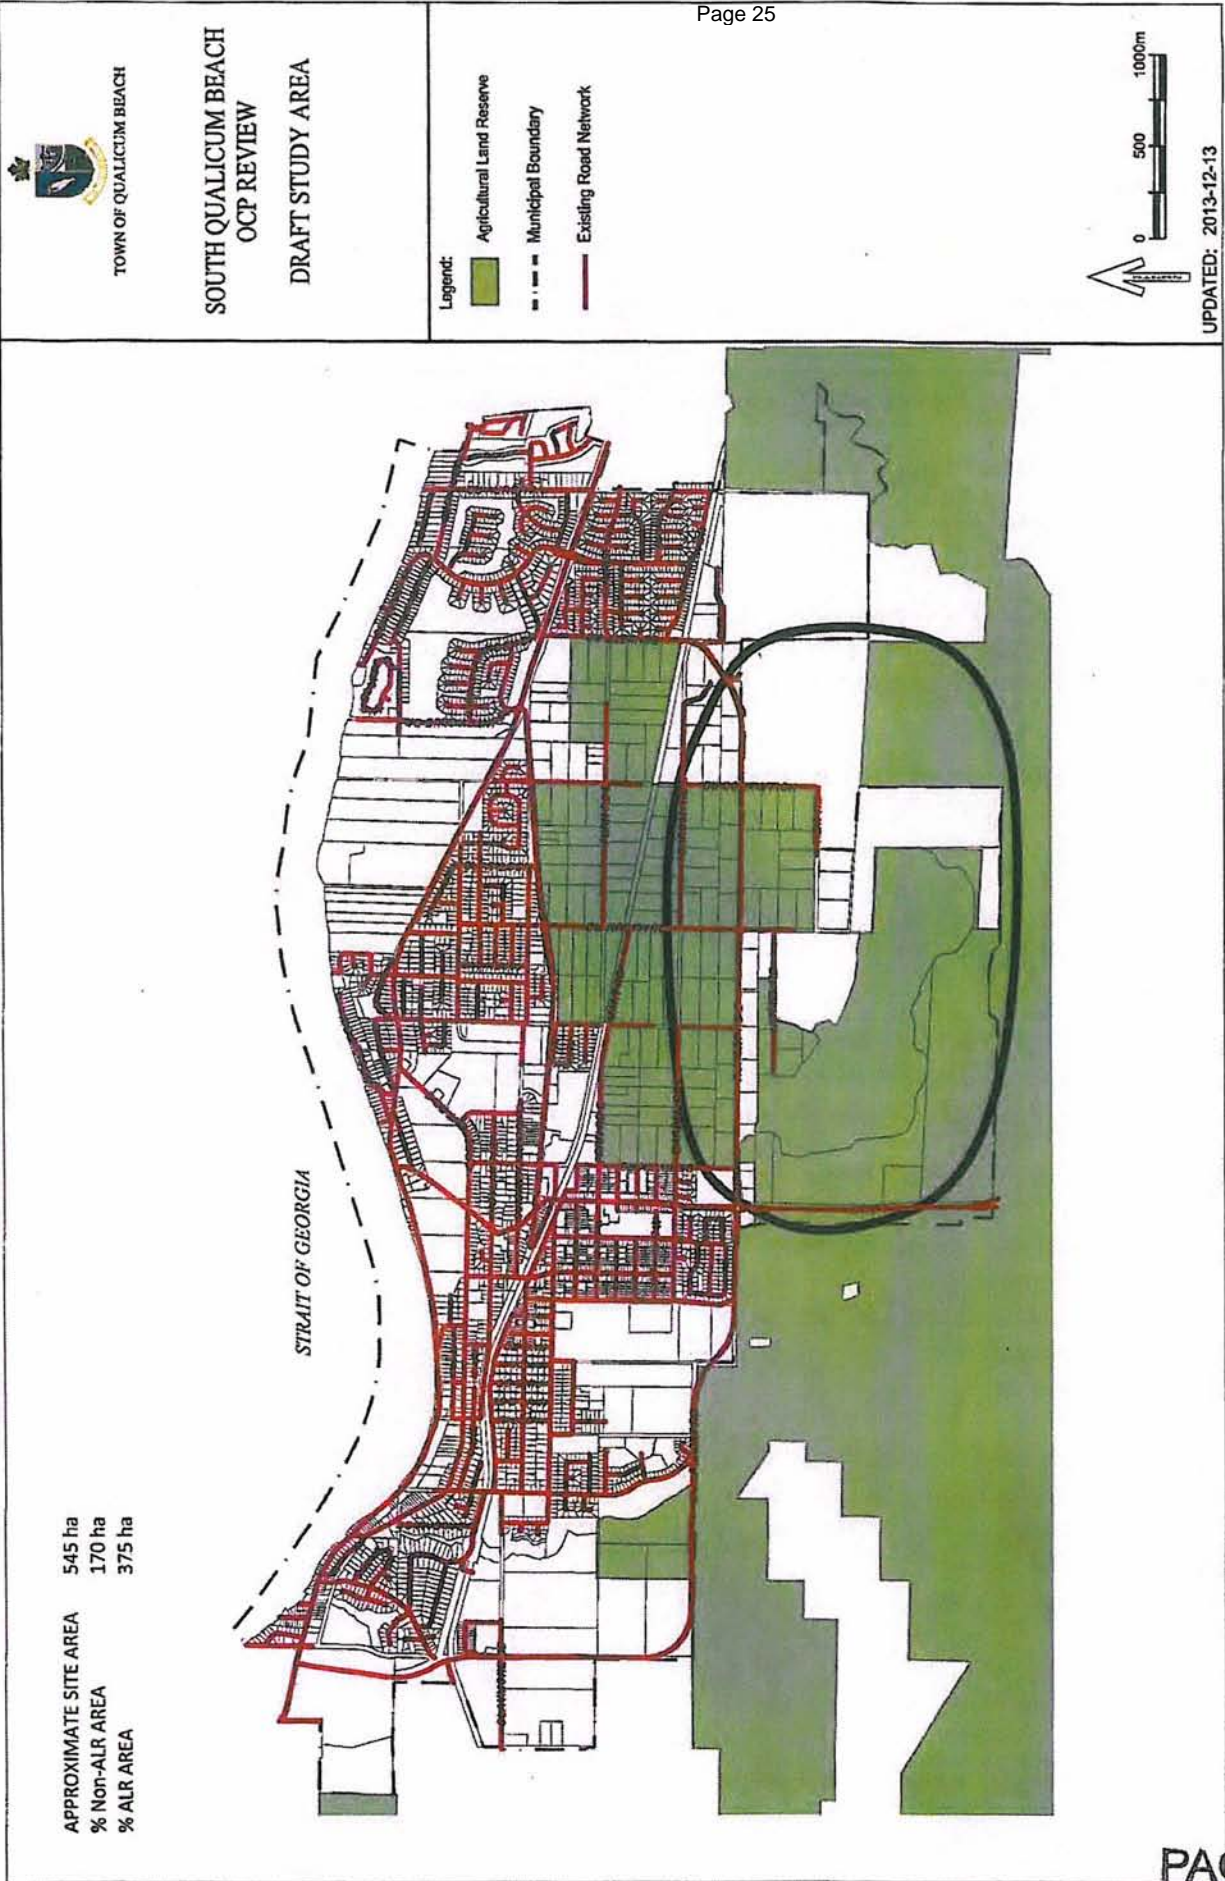 Page 25
TOWN OF QUALICUM BEACH
SOUTH QUALICUM BEACH
OCP REVIEW
DRAFT STUDY AREA
Legend:
Agricultural Land Reserve
Municipal Boundary
Existing Road Network
0 500 1000m
UPDATED: 2013-12-13
STRAIT OF GEORGIA
APPROXIMATE SITE AREA 545 ha
% Non-ALR AREA 170 ha
% ALR AREA 375 ha